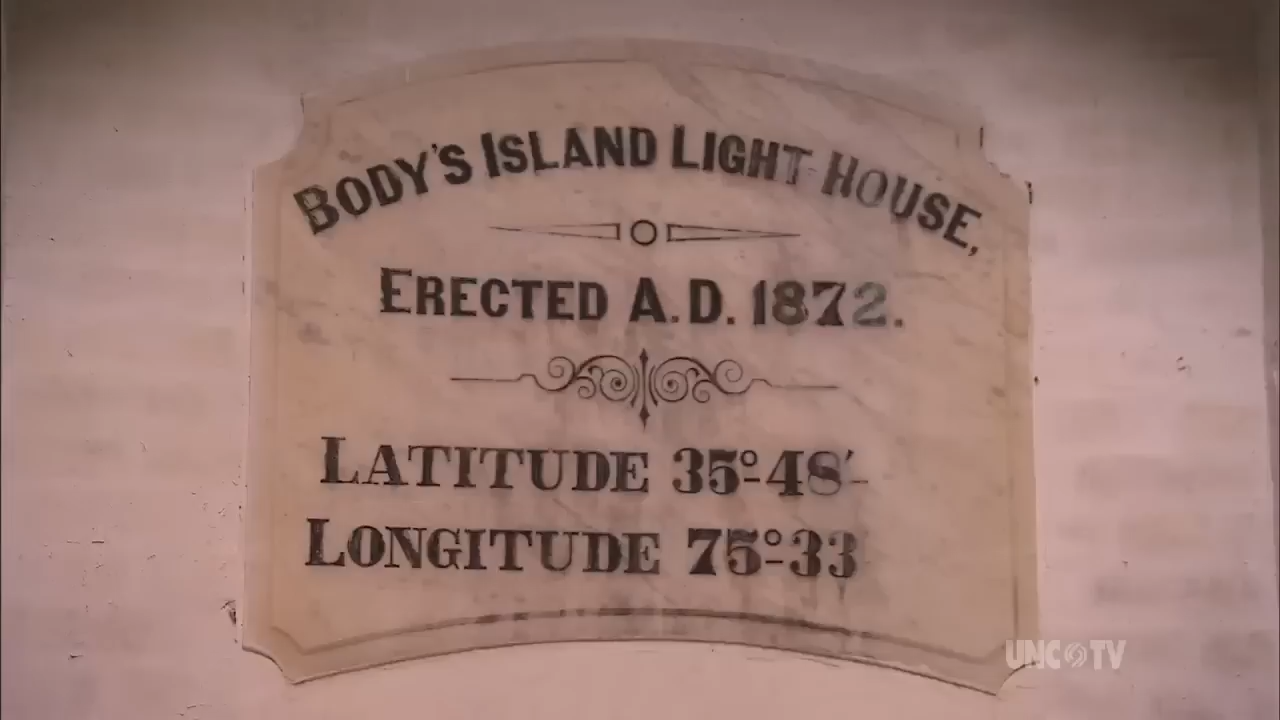 BODY'S ISLAND LIGHT HOUSE,
ERECTED A.D. 1872.
LATITUDE 35°-48'-
LONGITUDE 75°-33
UNC TV